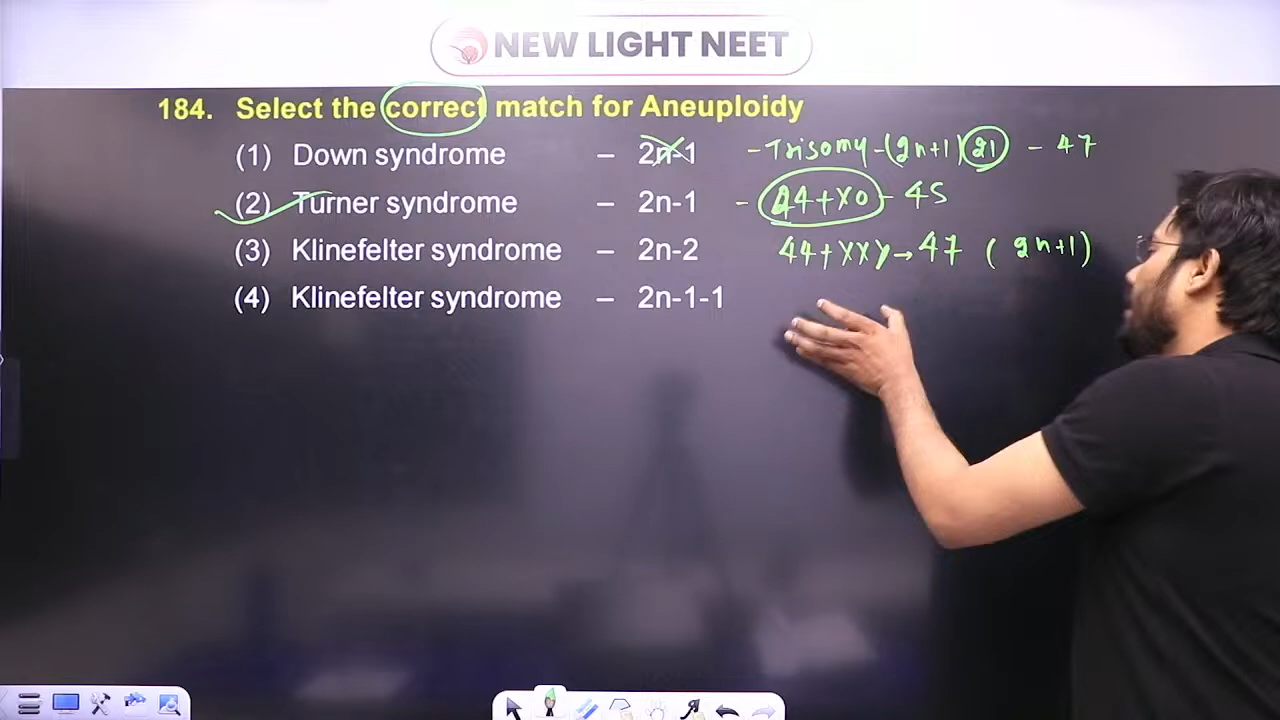 NEW LIGHT NEET
184. Select the correct match for Aneuploidy
(1) Down syndrome – 2n-1 - Trisomy - (2n+1) 21 - 47
(2) Turner syndrome – 2n-1 - 44+XO - 45
(3) Klinefelter syndrome – 2n-2 44+XXY → 47 (2n+1)
(4) Klinefelter syndrome – 2n-1-1